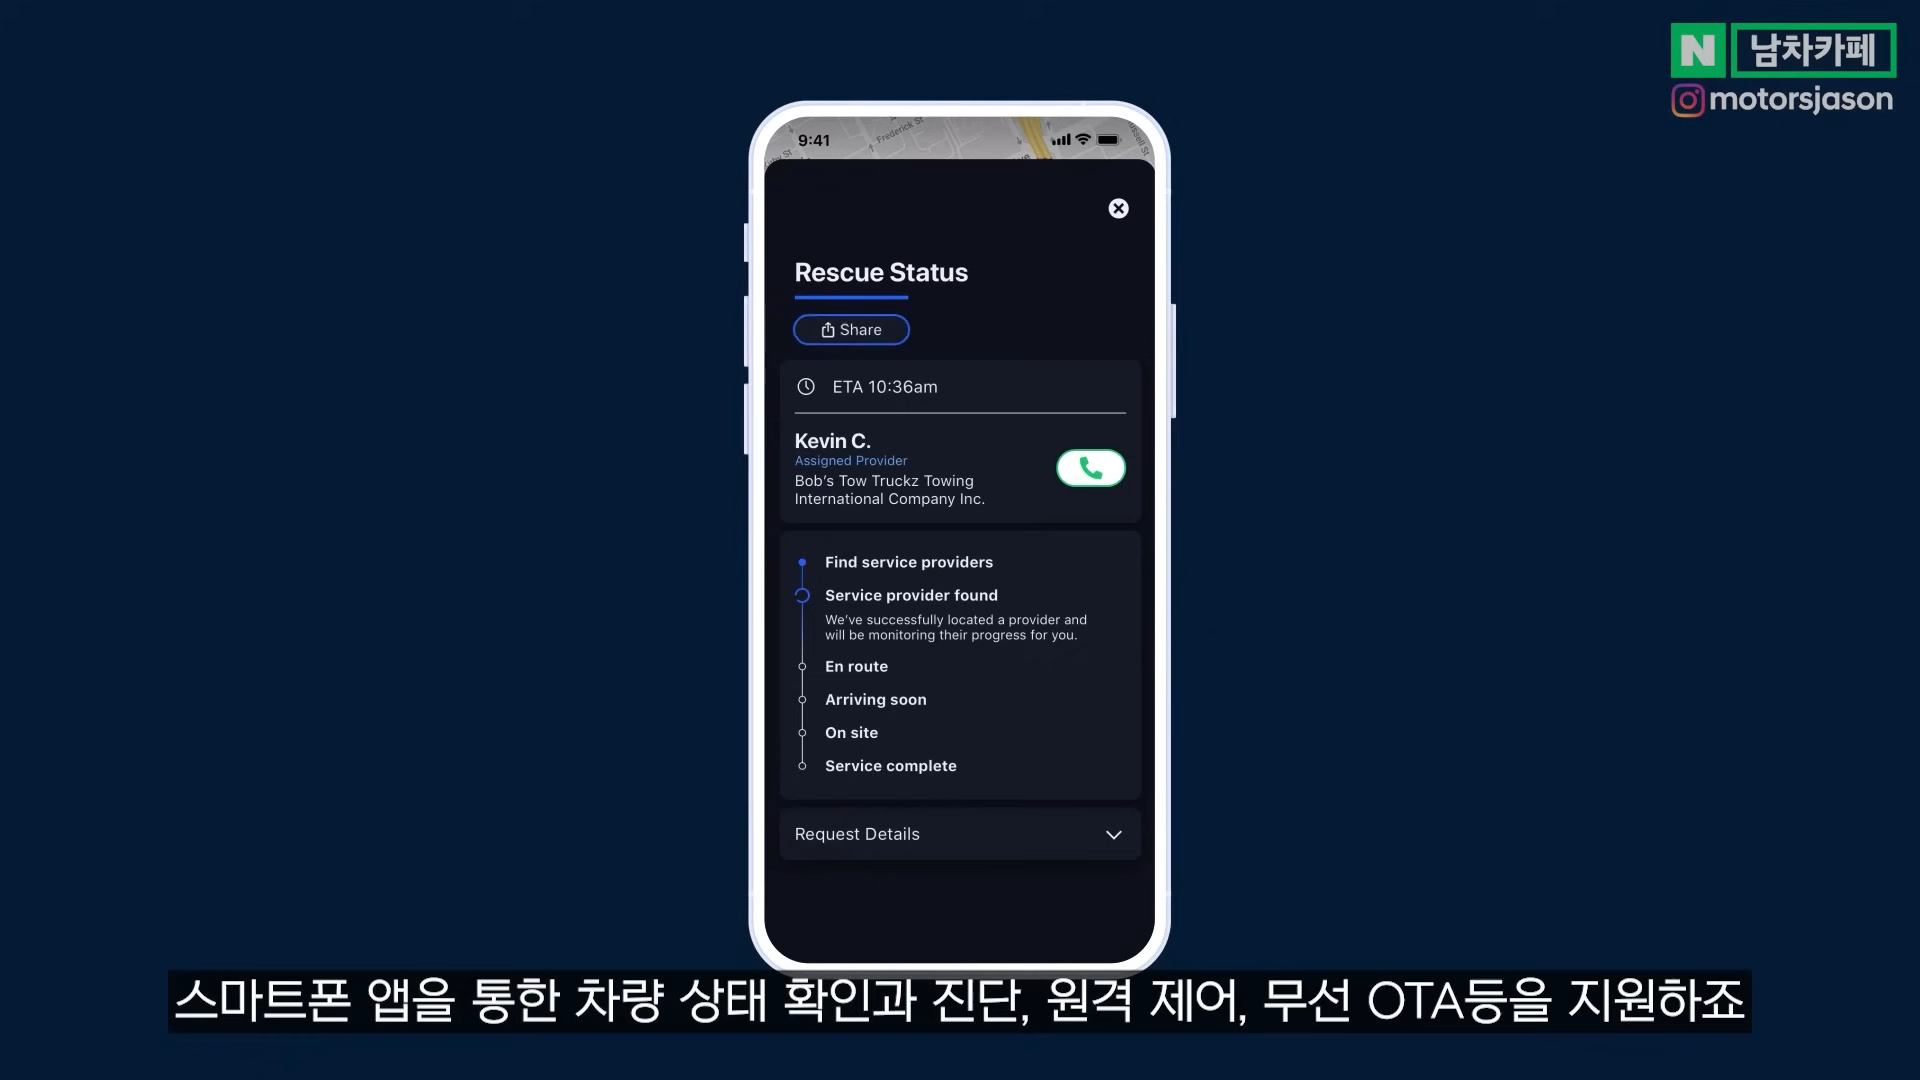 N 남차카페
motorsjason
9:41
Frederick St
Rescue Status
Share
ETA 10:36am
Kevin C.
Assigned Provider
Bob's Tow Truckz Towing
International Company Inc.
Find service providers
Service provider found
We've successfully located a provider and
will be monitoring their progress for you.
En route
Arriving soon
On site
Service complete
Request Details
스마트폰 앱을 통한 차량 상태 확인과 진단, 원격 제어, 무선 OTA등을 지원하죠